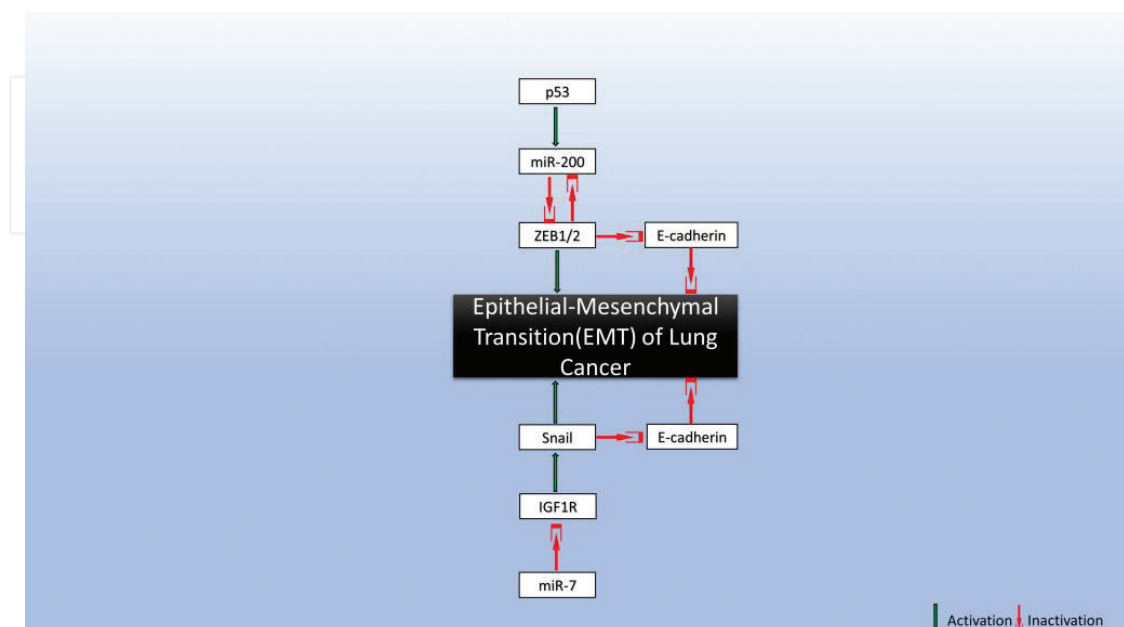 p53
miR-200
ZEB1/2
E-cadherin
Epithelial-Mesenchymal
Transition(EMT) of Lung
Cancer
Snail
E-cadherin
IGF1R
miR-7
Activation
Inactivation